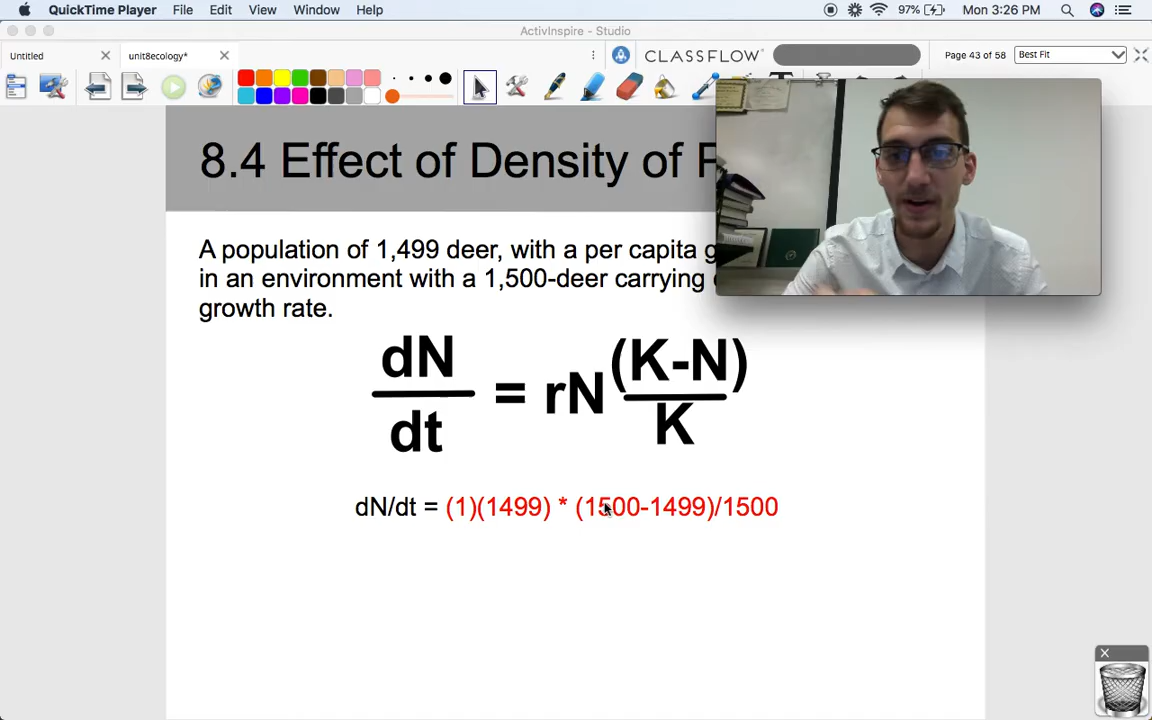 QuickTime Player File Edit View Window Help 97% Mon 3:26 PM
ActivInspire - Studio
Untitled unit8ecology* CLASSFLOW Page 43 of 58 Best Fit
8.4 Effect of Density of
A population of 1,499 deer, with a per capita
in an environment with a 1,500-deer carrying
growth rate.
dN/dt = rN (K-N)/K
dN/dt = (1)(1499) * (1500-1499)/1500